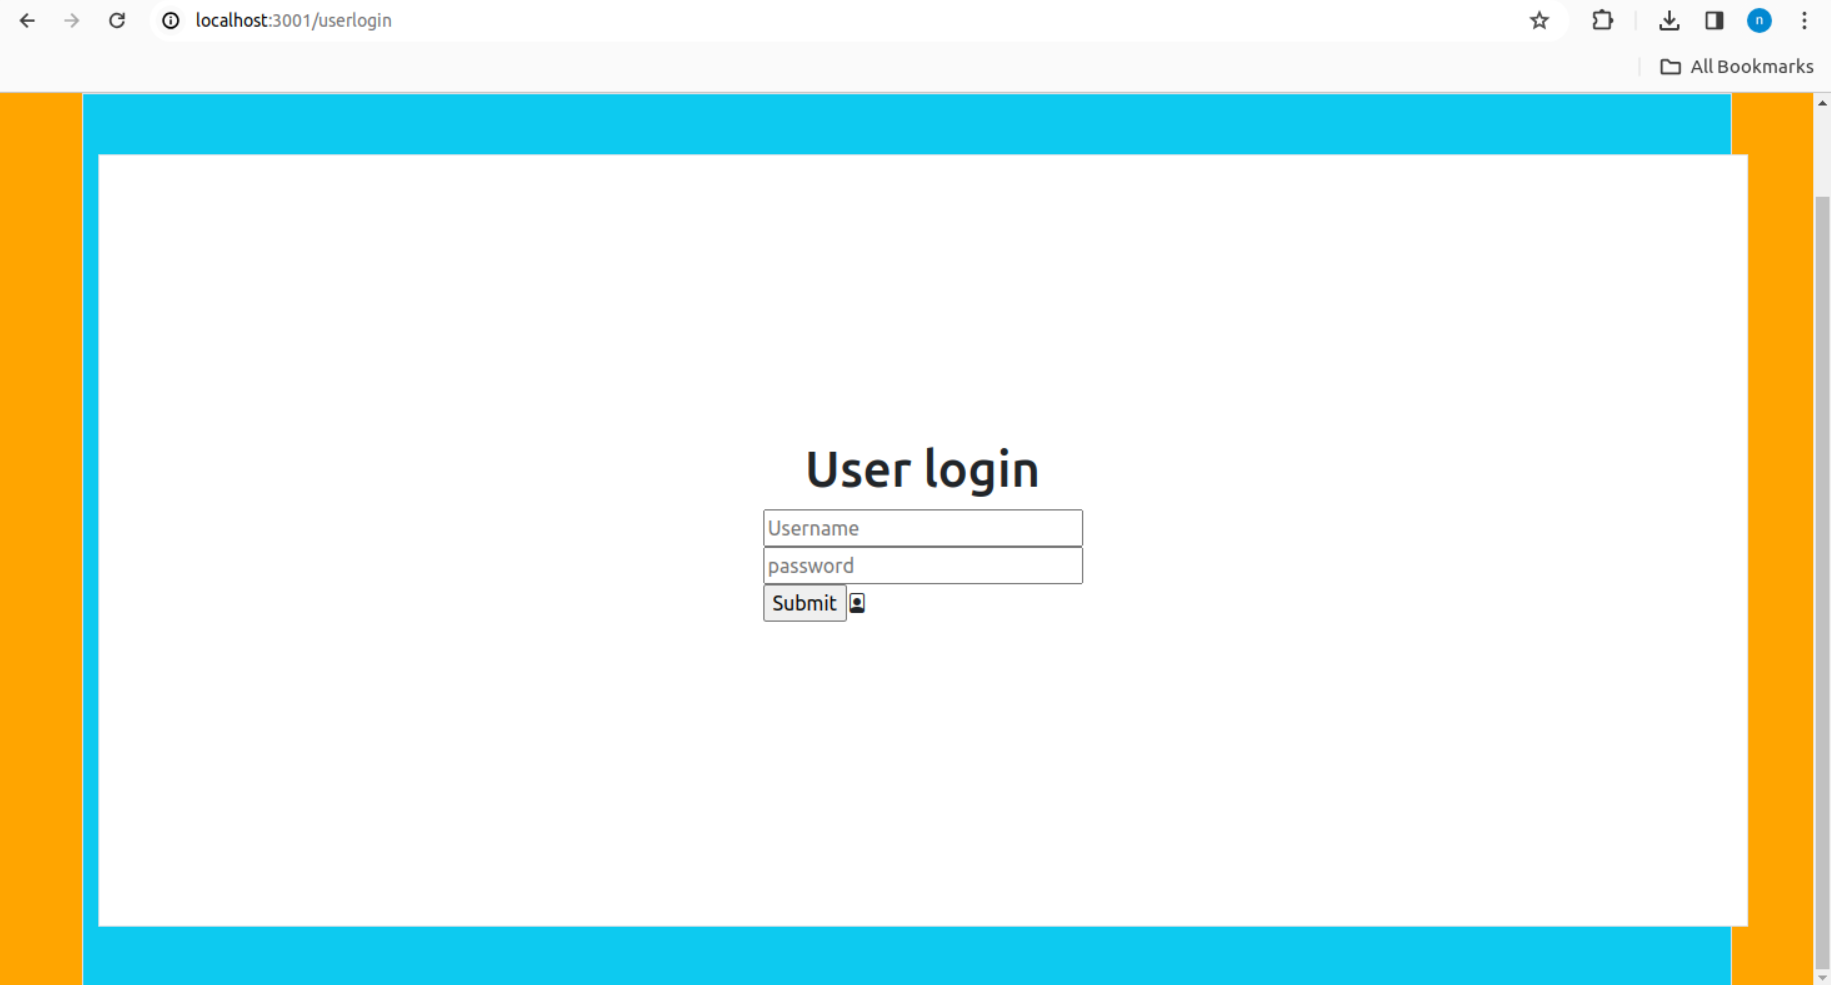 localhost:3001/userlogin
n
All Bookmarks
User login
Username
password
Submit